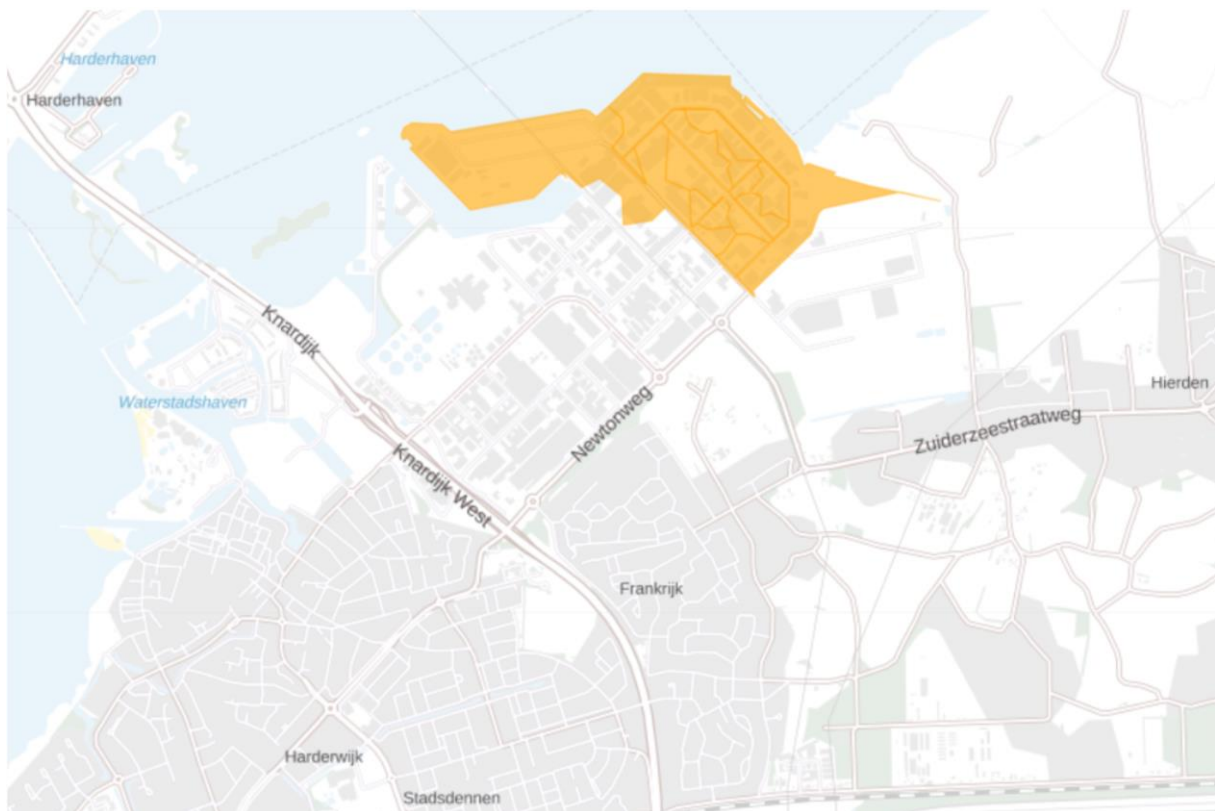 Harderhaven
Harderhaven
Knardijk
Waterstadshaven
Hierden
Newtonweg
Zuiderzeestraatweg
Knardijk West
Frankrijk
Harderwijk
Stadsdennen